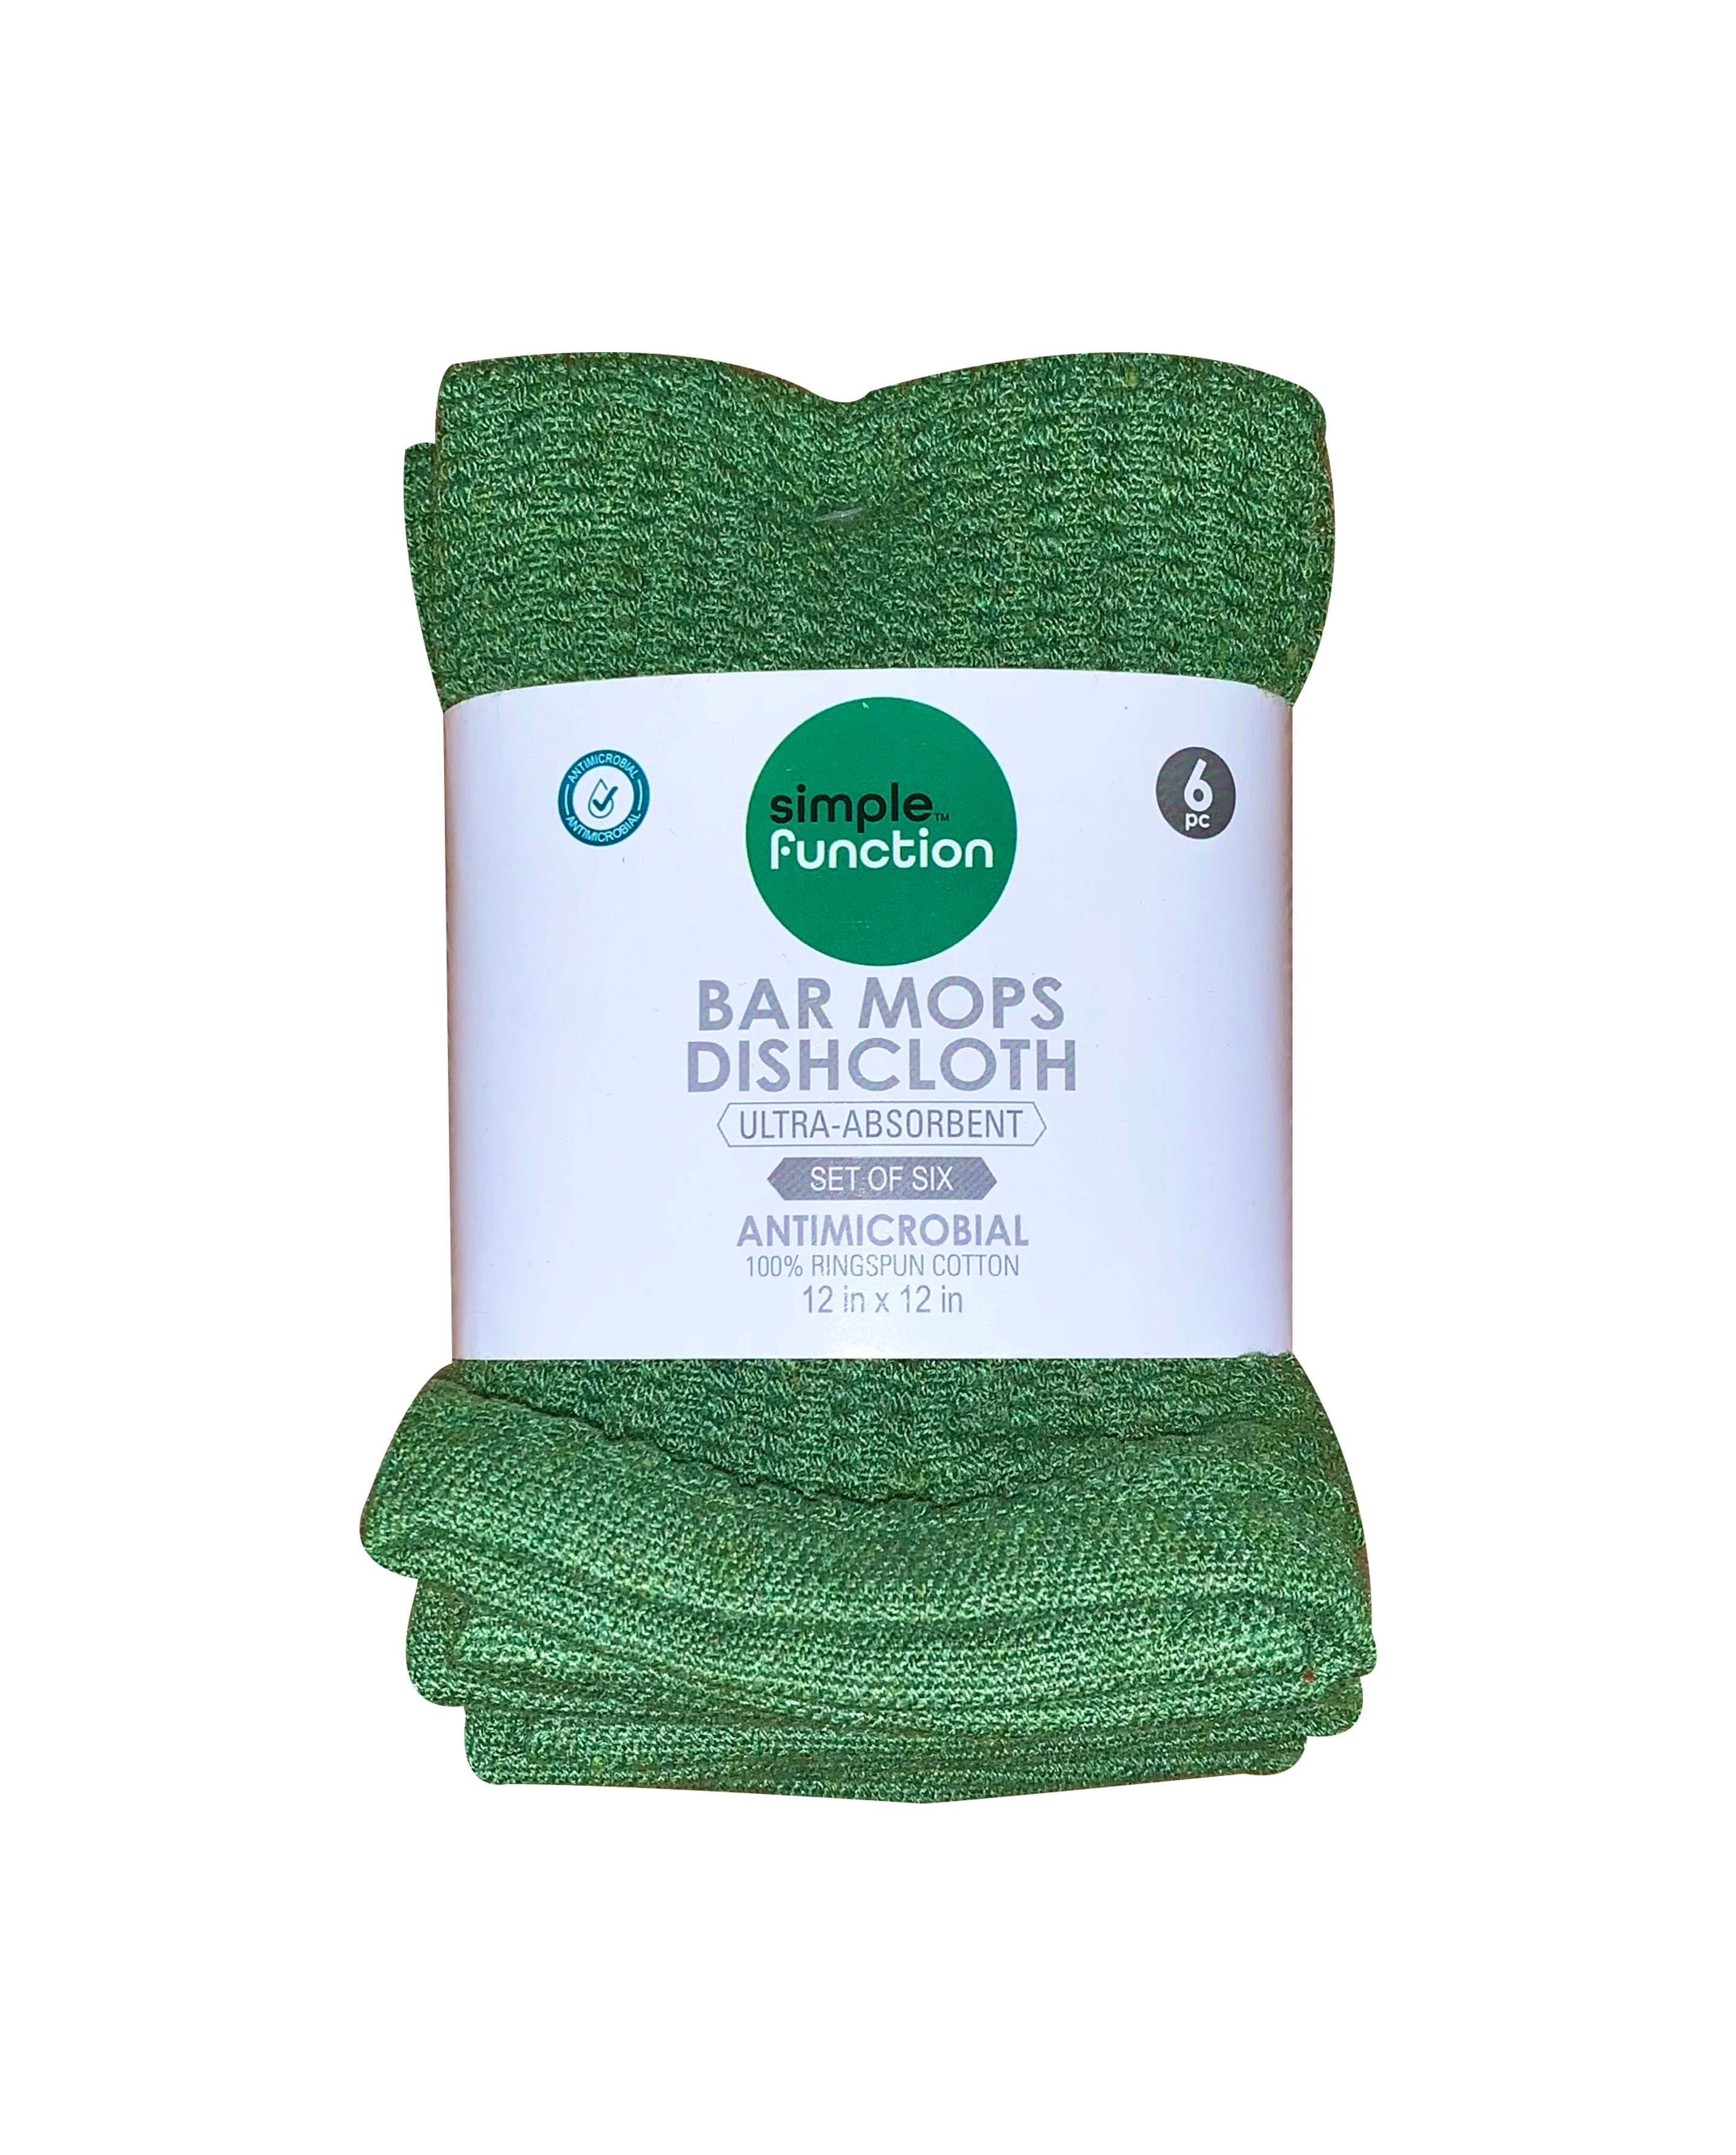 ANTIMICROBIAL
ANTIMICROBIAL
simple™
function
6
pc
BAR MOPS
DISHCLOTH
ULTRA-ABSORBENT
SET OF SIX
ANTIMICROBIAL
100% RINGSPUN COTTON
12 in x 12 in